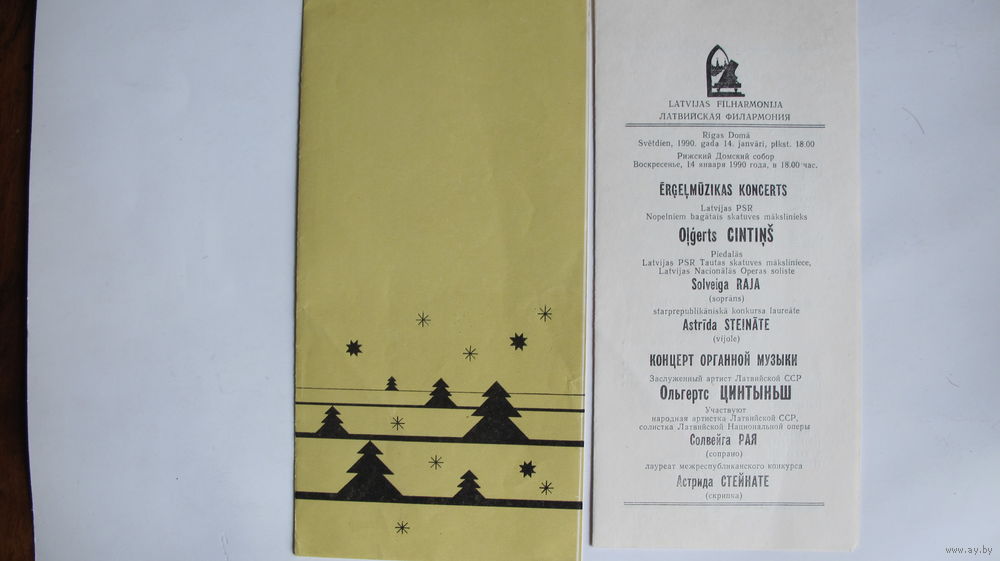 LATVIJAS FILHARMONIJA
ЛАТВИЙСКАЯ ФИЛАРМОНИЯ
Rīgas Domā
Svētdien, 1990. gada 14. janvārī, plkst. 18.00
Рижский Домский собор
Воскресенье, 14 января 1990 года, в 18.00 час.
ĒRĢEĻMŪZIKAS KONCERTS
Latvijas PSR
Nopelniem bagātais skatuves mākslinieks
Oļģerts CINTIŅŠ
Piedalās
Latvijas PSR Tautas skatuves māksliniece,
Latvijas Nacionālās Operas soliste
Solveiga RAJA
(soprāns)
starprepublikāniskā konkursa laureāte
Astrīda STEINĀTE
(vijole)
КОНЦЕРТ ОРГАННОЙ МУЗЫКИ
Заслуженный артист Латвийской ССР
Ольгертс ЦИНТЫНЬШ
Участвуют
народная артистка Латвийской ССР,
солистка Латвийской Национальной оперы
Солвейга РАЯ
(сопрано)
лауреат межреспубликанского конкурса
Астрида СТЕЙНАТЕ
(скрипка)
www.ay.by